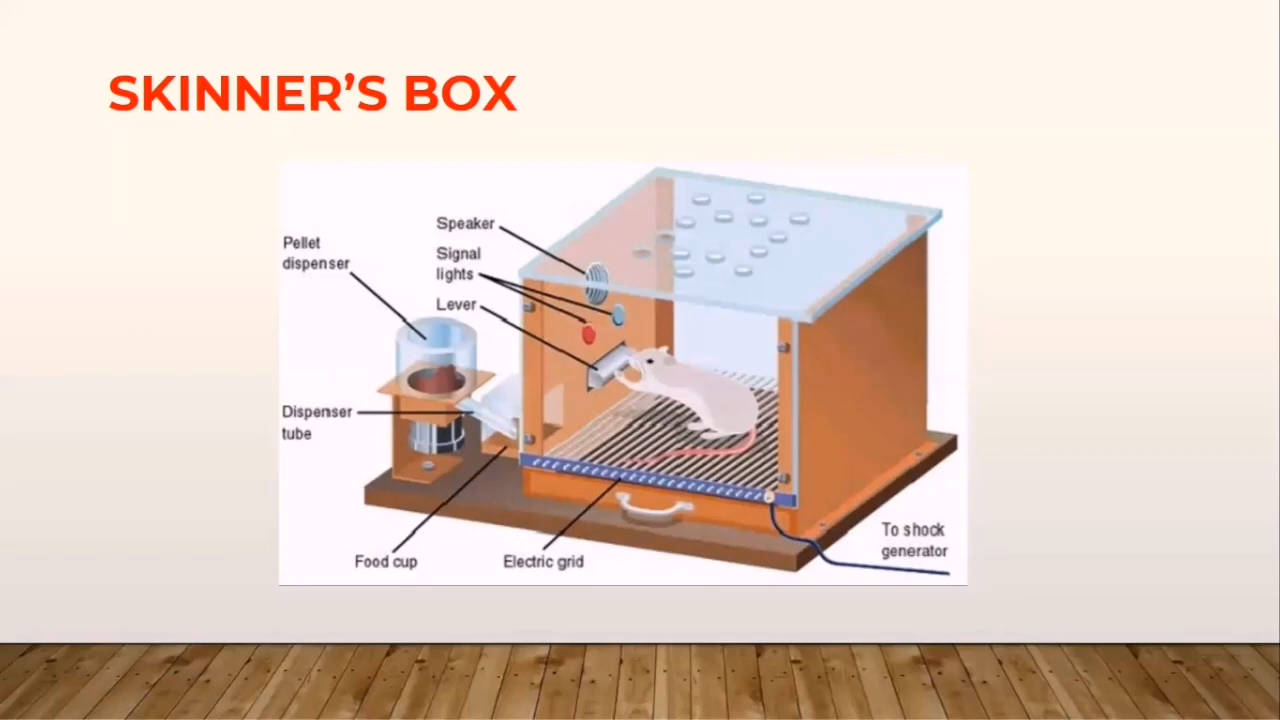 SKINNER'S BOX
Speaker
Pellet
dispenser
Signal
lights
Lever
Dispenser
tube
To shock
generator
Food cup
Electric grid